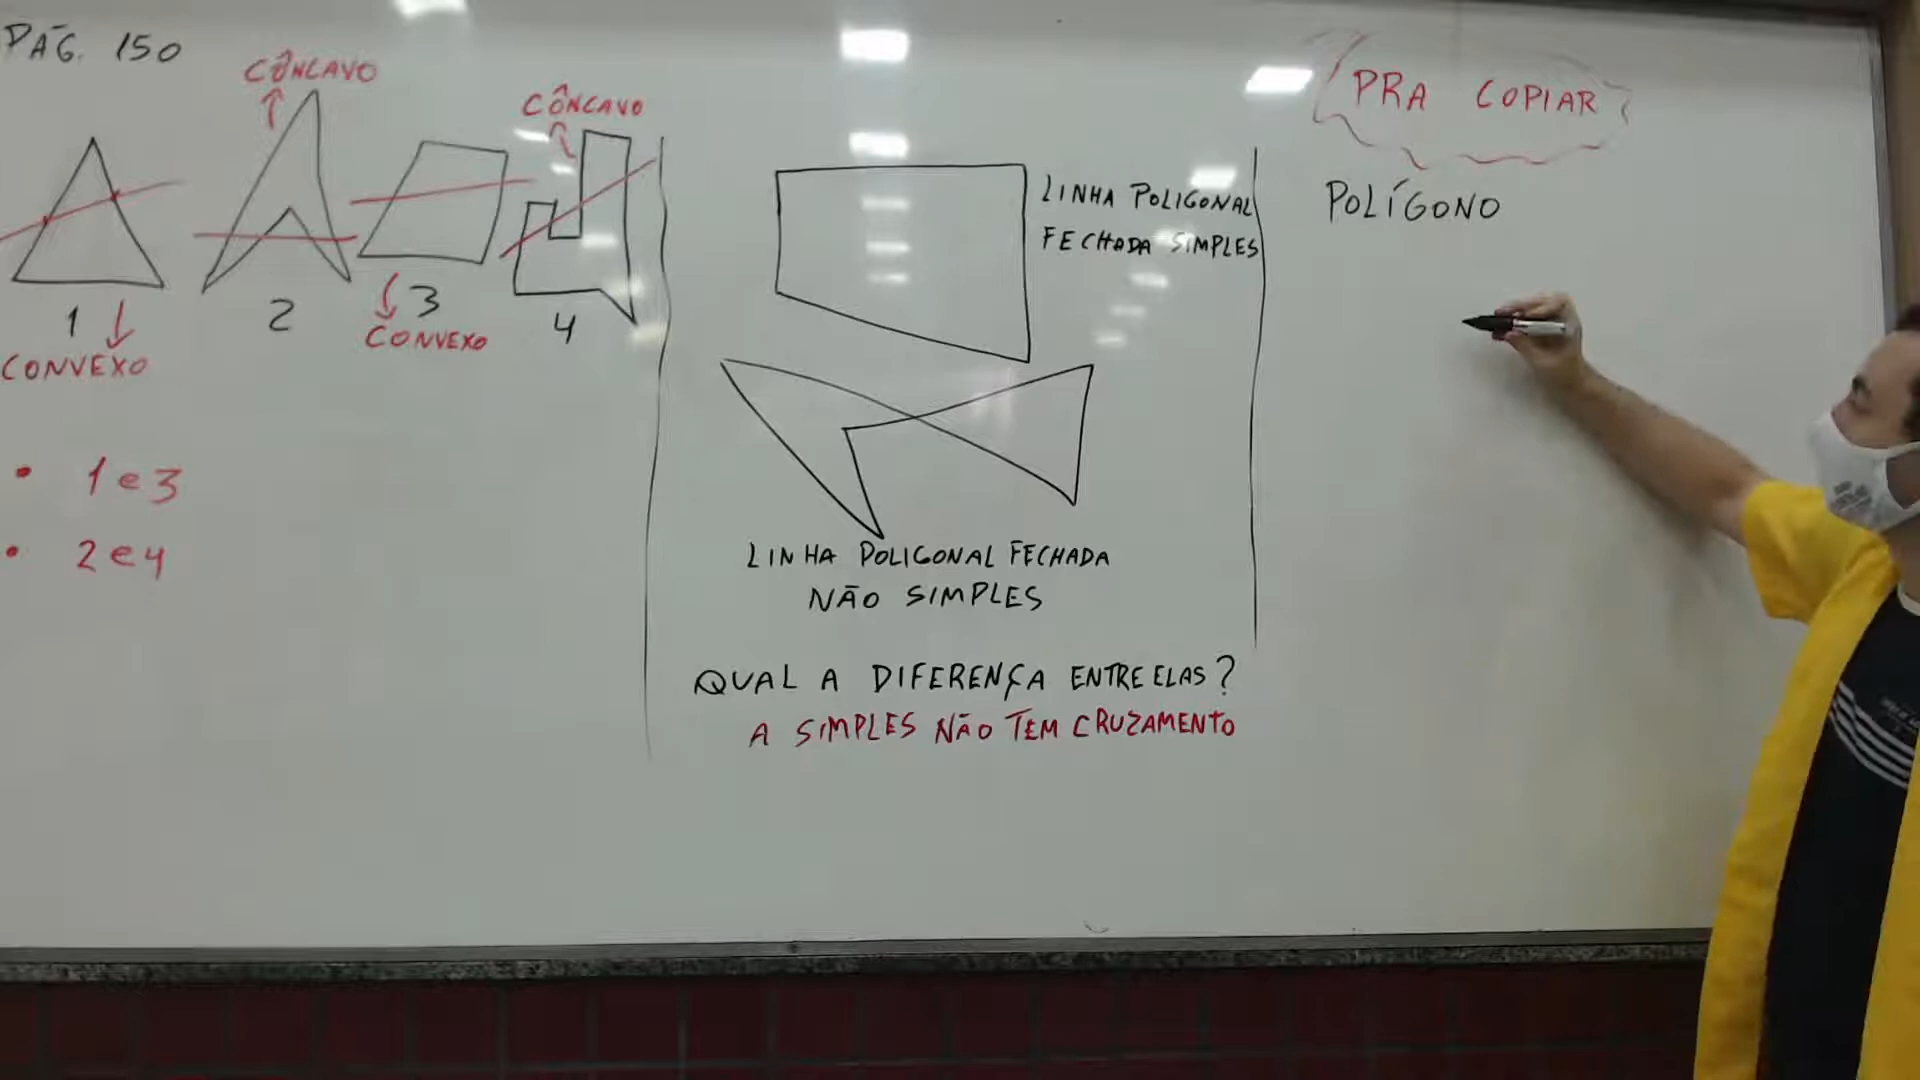 PÁG. 150
CÔNCAVO
CÔNCAVO
1
2
3
4
CONVEXO
CONVEXO
• 1 e 3
• 2 e 4
LINHA POLIGONAL
FECHADA SIMPLES
LINHA POLIGONAL FECHADA
NÃO SIMPLES
QUAL A DIFERENÇA ENTRE ELAS?
A SIMPLES NÃO TEM CRUZAMENTO
PRA COPIAR
POLÍGONO